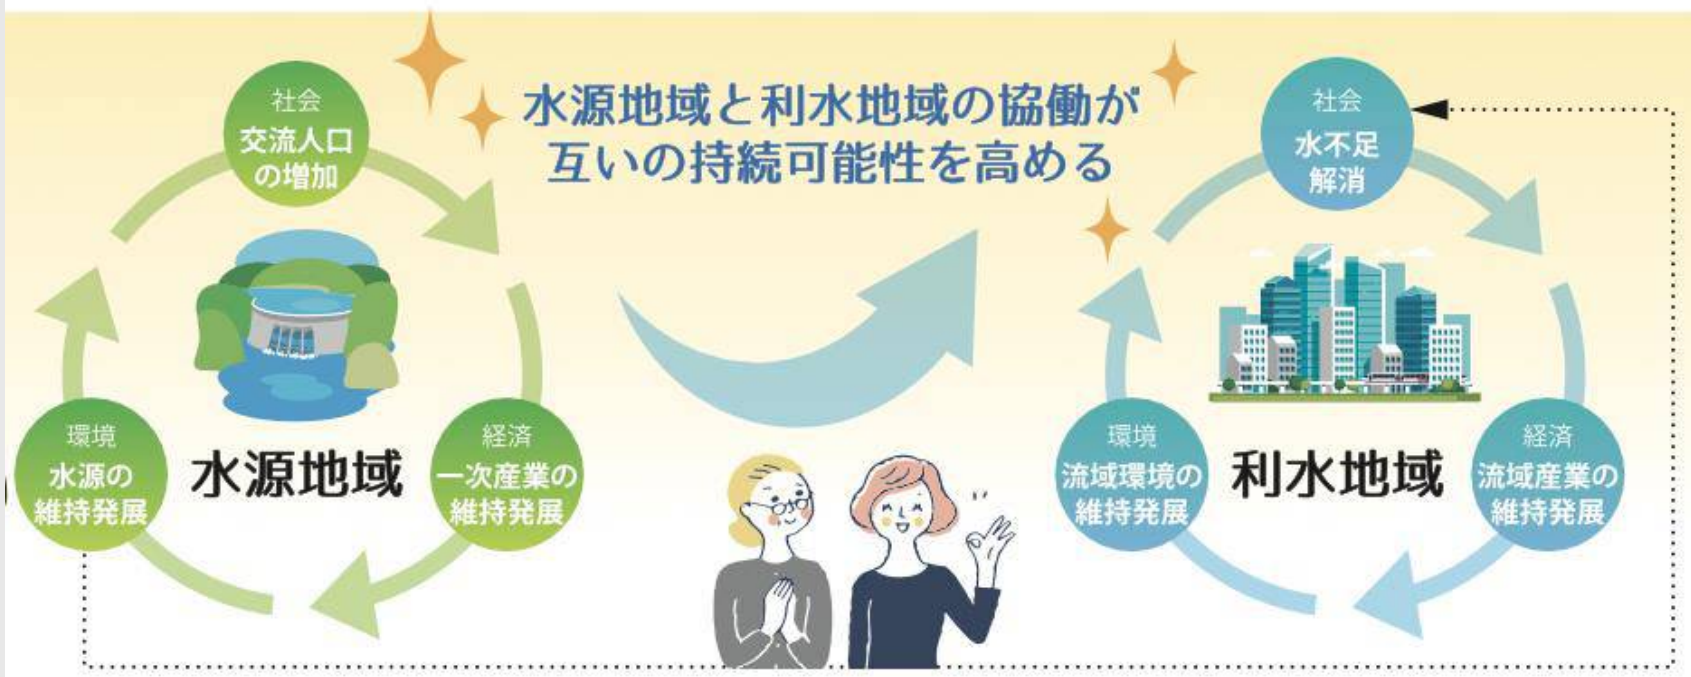 水源地域と利水地域の協働が
互いの持続可能性を高める
社会
交流人口
の増加
環境
水源の
維持発展
水源地域
経済
一次産業の
維持発展
社会
水不足
解消
環境
流域環境の
維持発展
利水地域
経済
流域産業の
維持発展